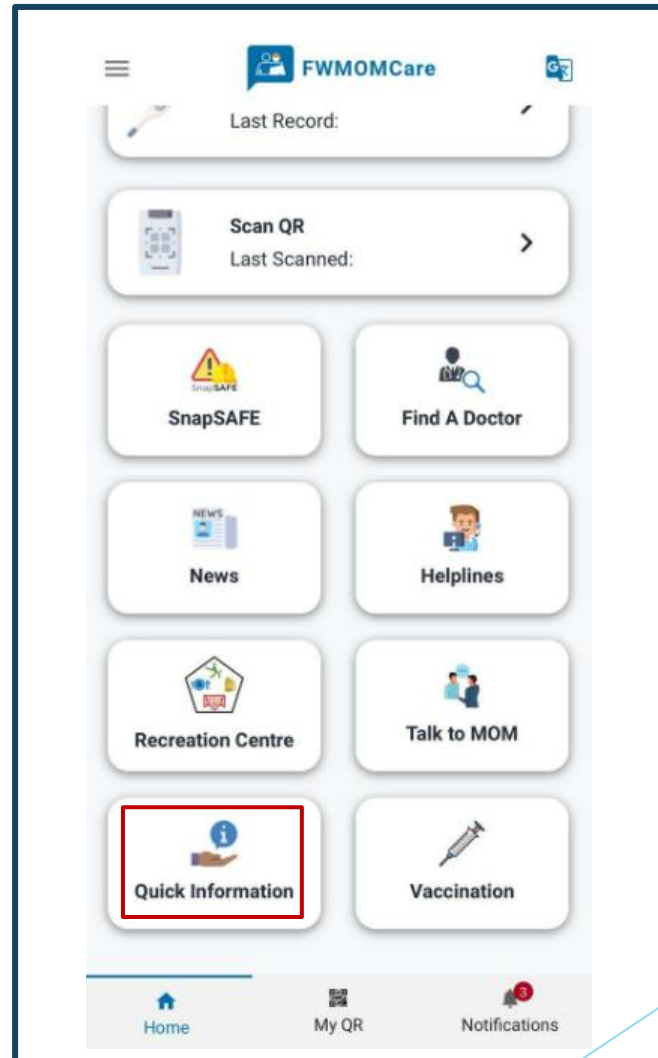 FWMOMCare
Last Record:
Scan QR
Last Scanned:
SnapSAFE
SnapSAFE
Find A Doctor
NEWS
News
Helplines
Recreation Centre
Talk to MOM
Quick Information
Vaccination
3
Home
My QR
Notifications